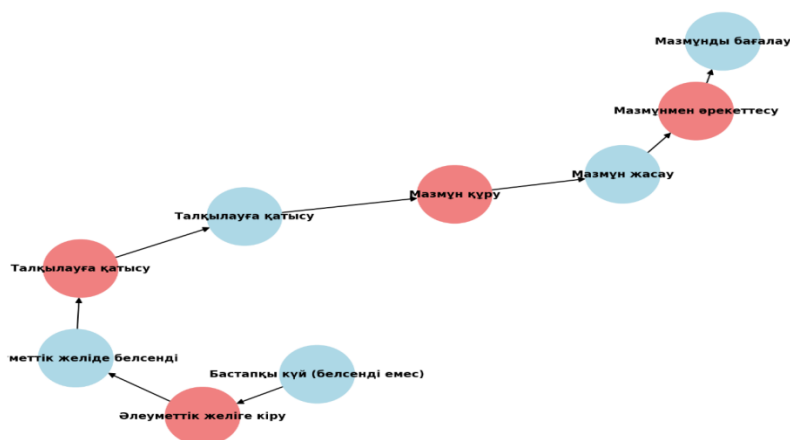 Мазмұнды бағалау
Мазмұнмен әрекеттесу
Мазмұн жасау
Мазмұн құру
Талқылауға қатысу
Талқылауға қатысу
меттік желіде белсенді
Бастапқы күй (белсенді емес)
Әлеуметтік желіге кіру